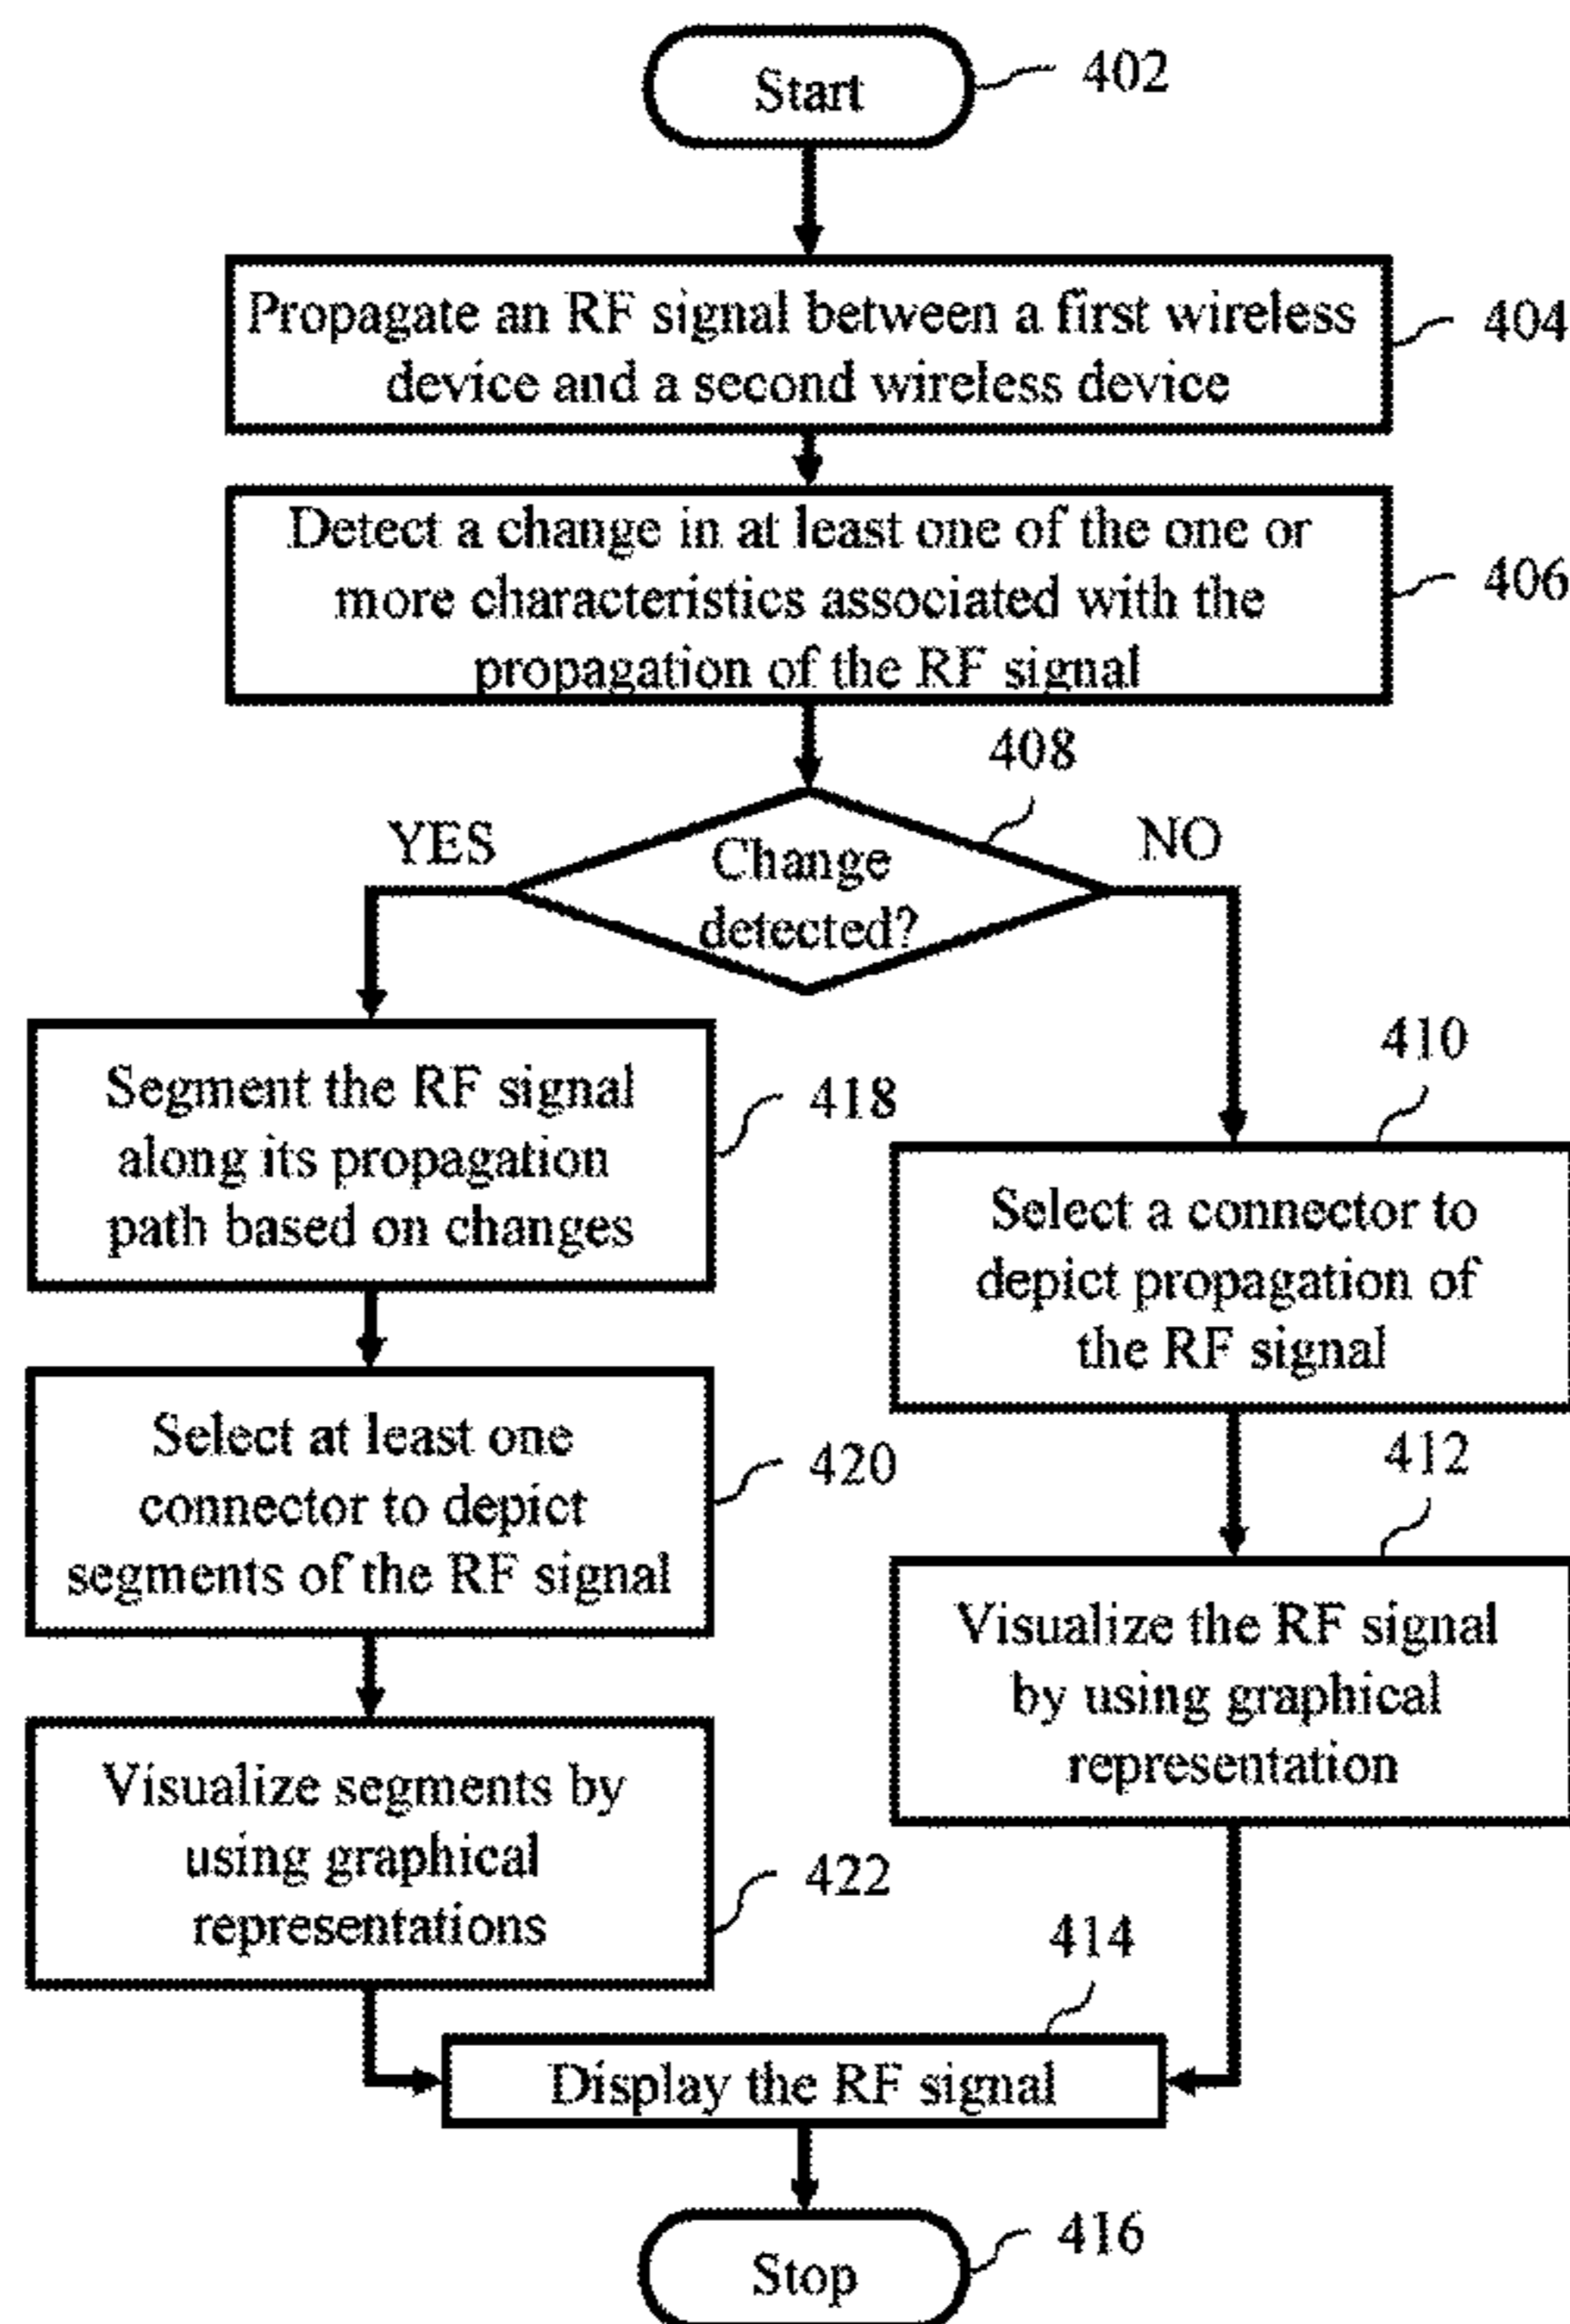 Start
402
Propagate an RF signal between a first wireless
device and a second wireless device
404
Detect a change in at least one of the one or
more characteristics associated with the
propagation of the RF signal
406
408
YES
NO
Change
detected?
Segment the RF signal
along its propagation
path based on changes
418
410
Select a connector to
depict propagation of
the RF signal
Select at least one
connector to depict
segments of the RF signal
420
412
Visualize the RF signal
by using graphical
representation
Visualize segments by
using graphical
representations
422
414
Display the RF signal
Stop
416